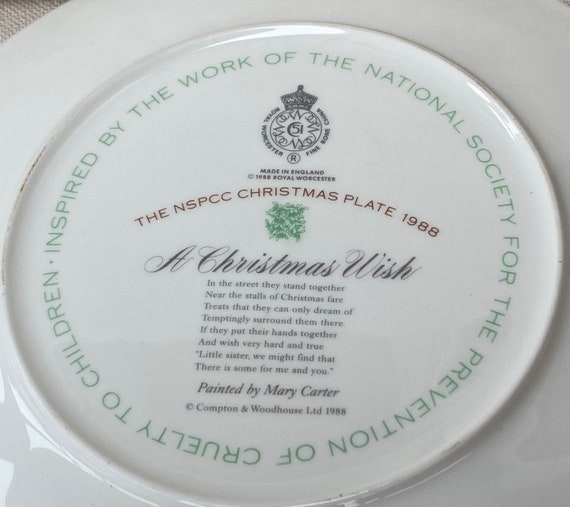 INSPIRED BY THE WORK OF THE NATIONAL SOCIETY FOR THE PREVENTION OF CRUELTY TO CHILDREN ·
ROYAL WORCESTER
FINE BONE CHINA
51
®
MADE IN ENGLAND
© 1988 ROYAL WORCESTER
THE NSPCC CHRISTMAS PLATE 1988
A Christmas Wish
In the street they stand together
Near the stalls of Christmas fare
Treats that they can only dream of
Temptingly surround them there.
If they put their hands together
And wish very hard and true
"Little sister, we might find that
There is some for me and you."
Painted by Mary Carter
© Compton & Woodhouse Ltd 1988